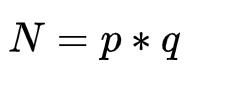 N = p * q